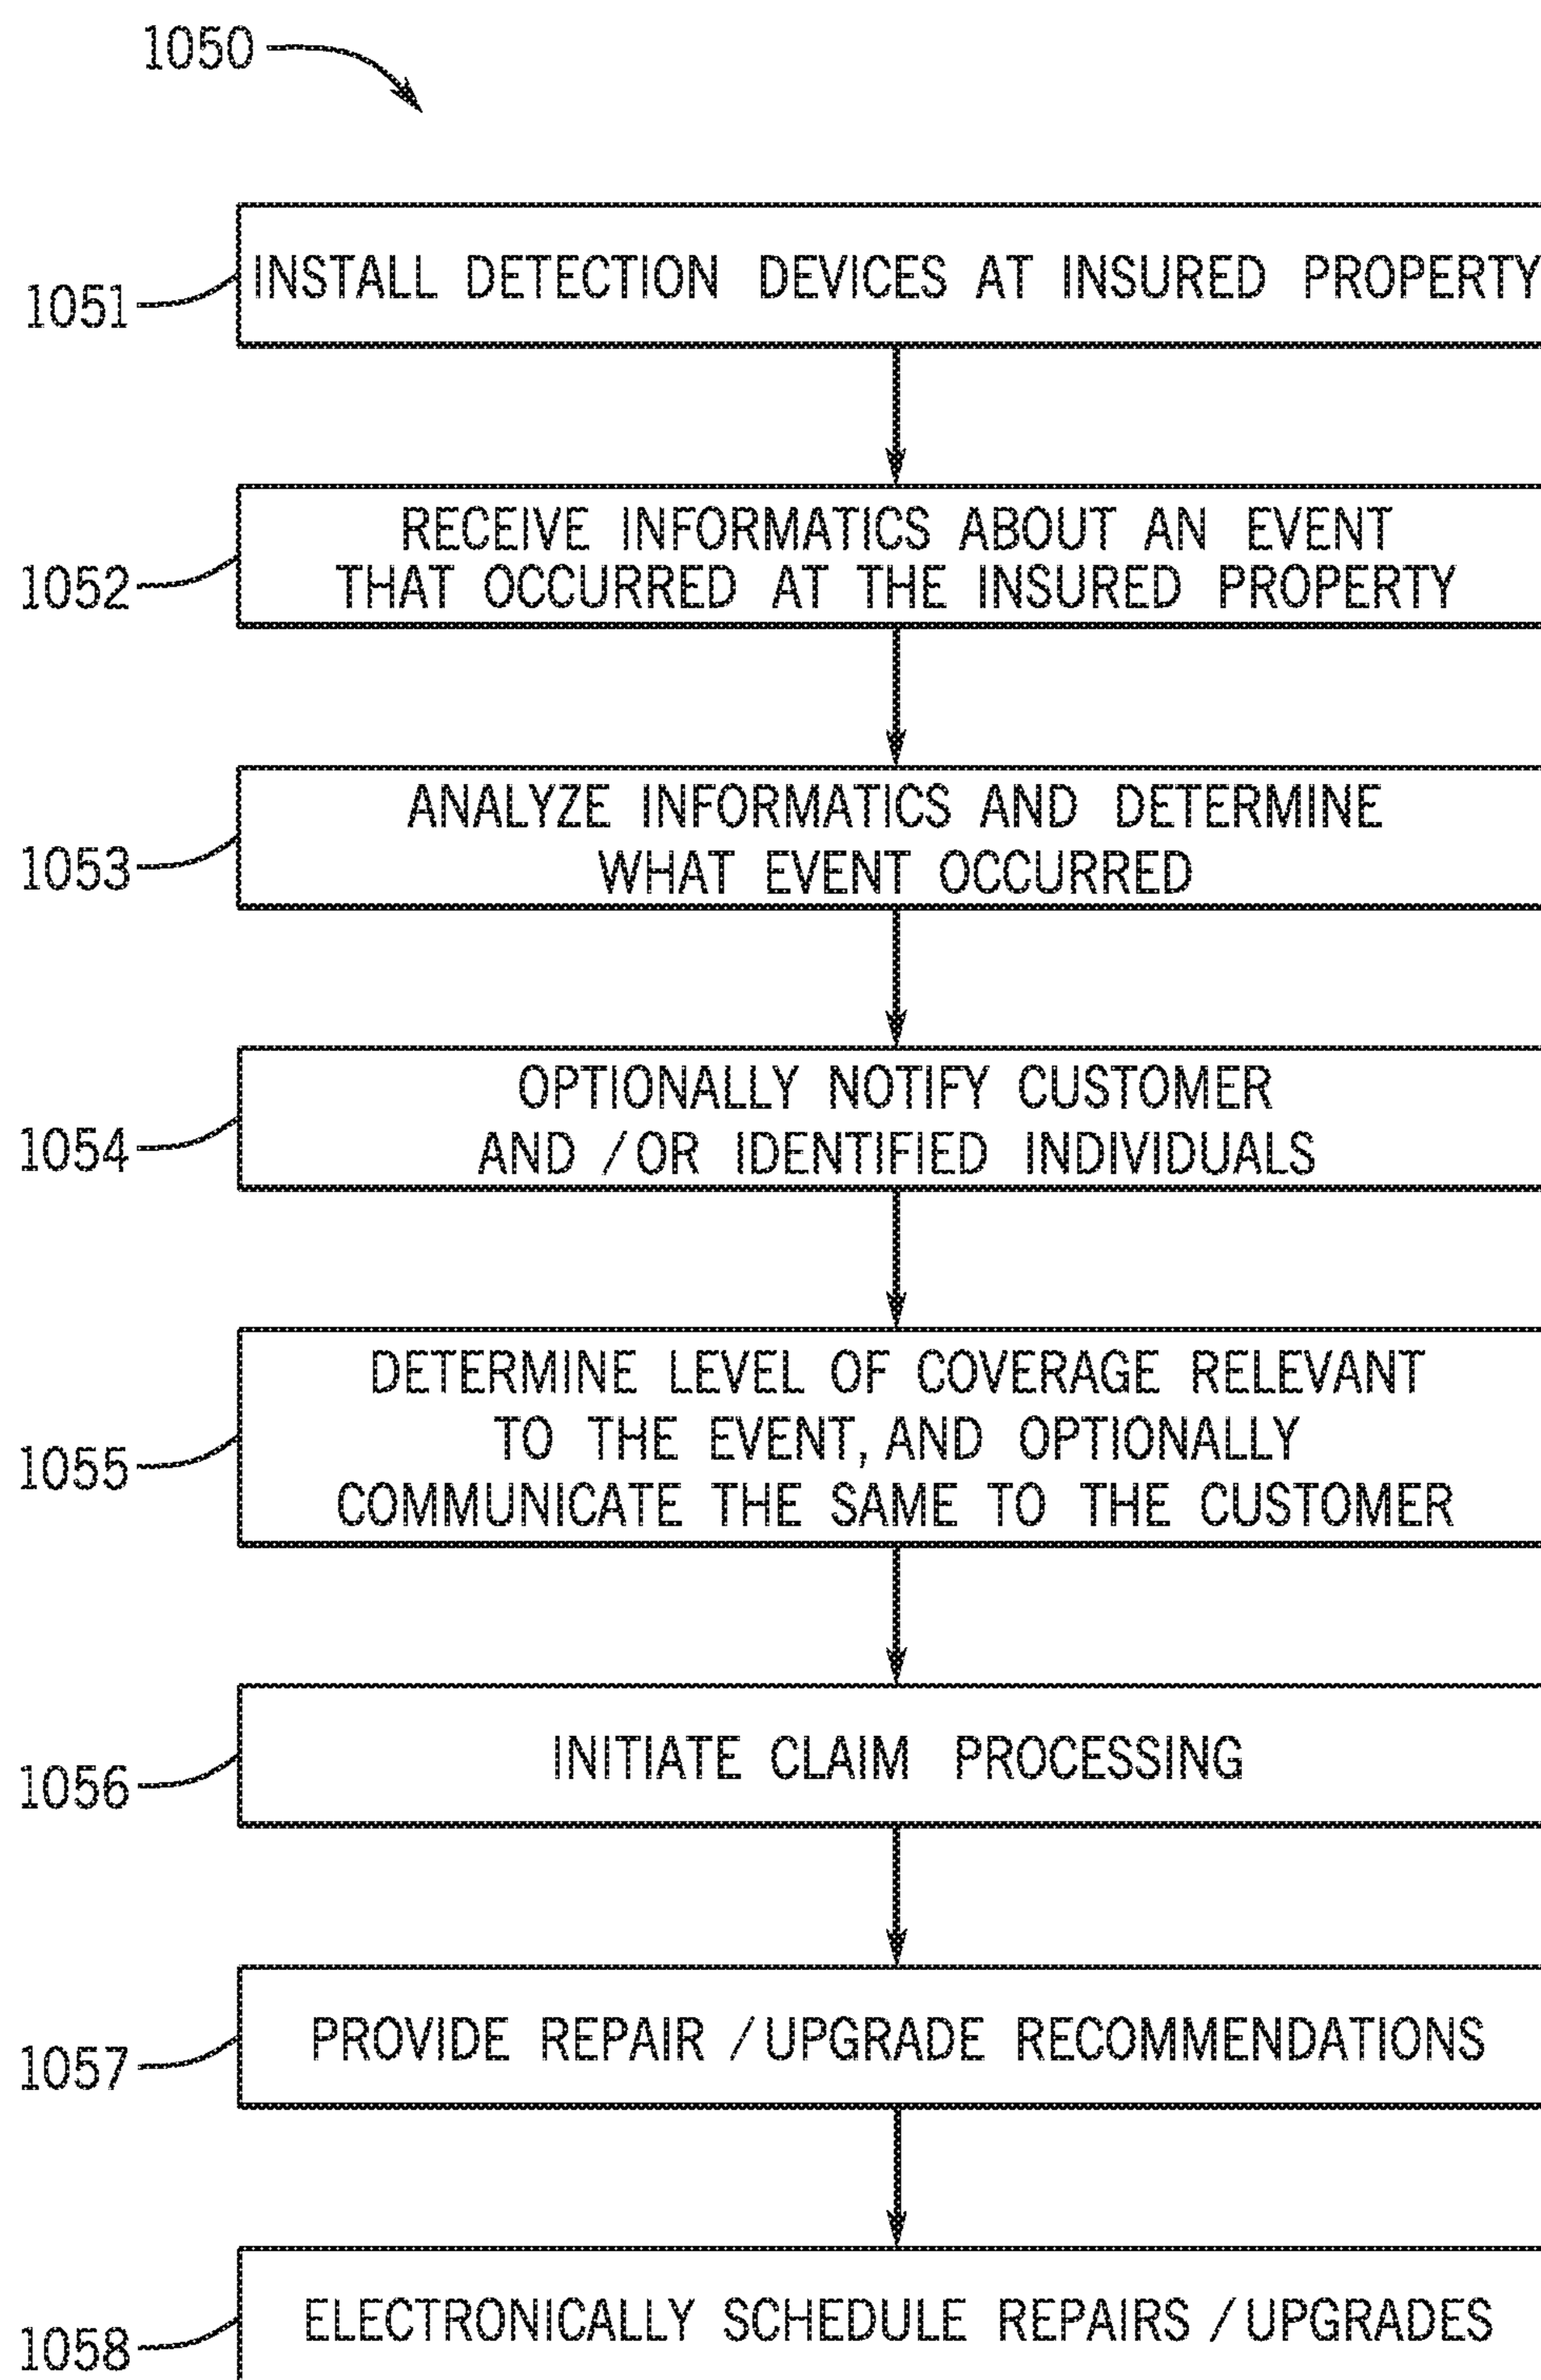 1050
1051
INSTALL DETECTION DEVICES AT INSURED PROPERTY
1052
RECEIVE INFORMATICS ABOUT AN EVENT
THAT OCCURRED AT THE INSURED PROPERTY
1053
ANALYZE INFORMATICS AND DETERMINE
WHAT EVENT OCCURRED
1054
OPTIONALLY NOTIFY CUSTOMER
AND /OR IDENTIFIED INDIVIDUALS
1055
DETERMINE LEVEL OF COVERAGE RELEVANT
TO THE EVENT, AND OPTIONALLY
COMMUNICATE THE SAME TO THE CUSTOMER
1056
INITIATE CLAIM PROCESSING
1057
PROVIDE REPAIR / UPGRADE RECOMMENDATIONS
1058
ELECTRONICALLY SCHEDULE REPAIRS / UPGRADES